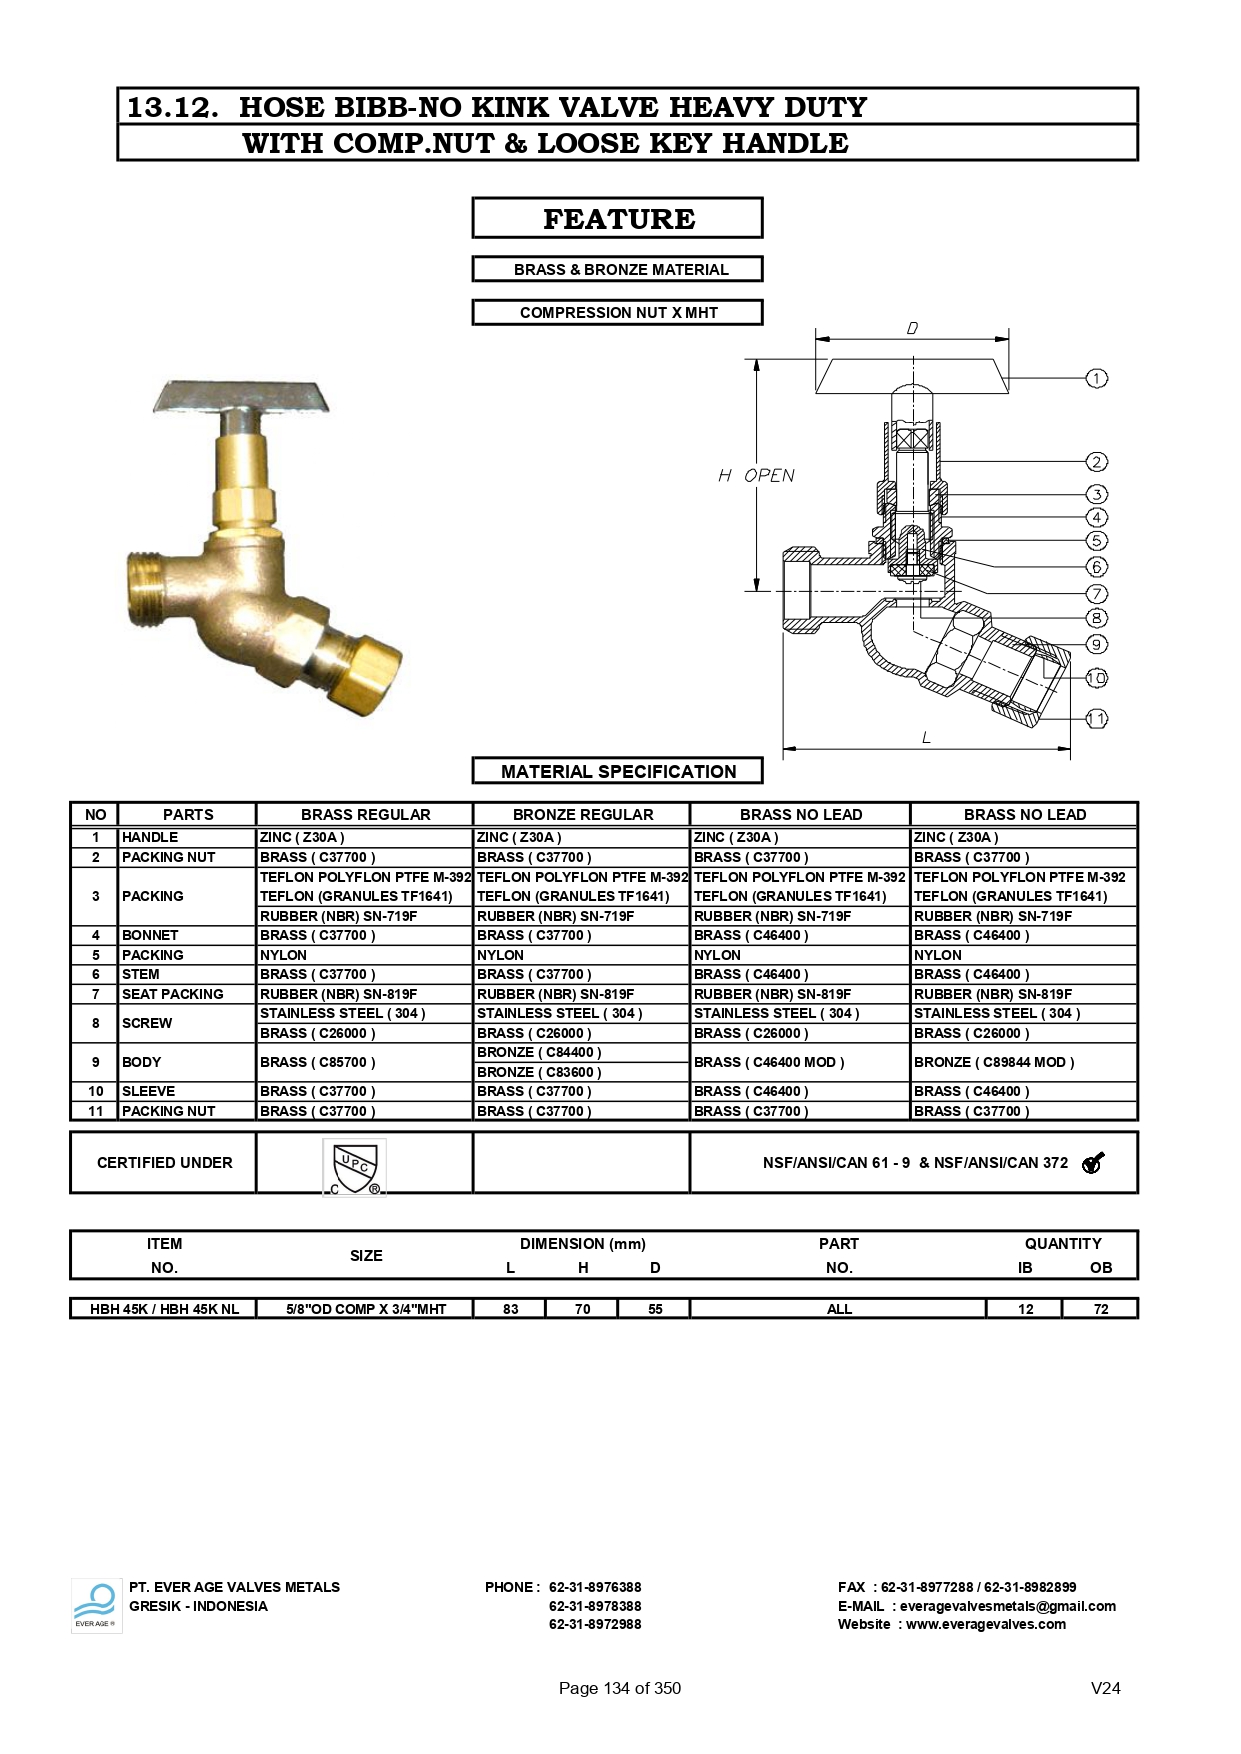 13.12. HOSE BIBB-NO KINK VALVE HEAVY DUTY
WITH COMP.NUT & LOOSE KEY HANDLE
FEATURE
BRASS & BRONZE MATERIAL
COMPRESSION NUT X MHT
D
1
H OPEN
2
3
4
5
6
7
8
9
10
11
L
MATERIAL SPECIFICATION
NO PARTS BRASS REGULAR BRONZE REGULAR BRASS NO LEAD BRASS NO LEAD
1 HANDLE ZINC ( Z30A ) ZINC ( Z30A ) ZINC ( Z30A ) ZINC ( Z30A )
2 PACKING NUT BRASS ( C37700 ) BRASS ( C37700 ) BRASS ( C37700 ) BRASS ( C37700 )
TEFLON POLYFLON PTFE M-392 TEFLON POLYFLON PTFE M-392 TEFLON POLYFLON PTFE M-392 TEFLON POLYFLON PTFE M-392
3 PACKING TEFLON (GRANULES TF1641) TEFLON (GRANULES TF1641) TEFLON (GRANULES TF1641) TEFLON (GRANULES TF1641)
RUBBER (NBR) SN-719F RUBBER (NBR) SN-719F RUBBER (NBR) SN-719F RUBBER (NBR) SN-719F
4 BONNET BRASS ( C37700 ) BRASS ( C37700 ) BRASS ( C46400 ) BRASS ( C46400 )
5 PACKING NYLON NYLON NYLON NYLON
6 STEM BRASS ( C37700 ) BRASS ( C37700 ) BRASS ( C46400 ) BRASS ( C46400 )
7 SEAT PACKING RUBBER (NBR) SN-819F RUBBER (NBR) SN-819F RUBBER (NBR) SN-819F RUBBER (NBR) SN-819F
8 SCREW STAINLESS STEEL ( 304 ) STAINLESS STEEL ( 304 ) STAINLESS STEEL ( 304 ) STAINLESS STEEL ( 304 )
BRASS ( C26000 ) BRASS ( C26000 ) BRASS ( C26000 ) BRASS ( C26000 )
9 BODY BRASS ( C85700 ) BRONZE ( C84400 ) BRASS ( C46400 MOD ) BRONZE ( C89844 MOD )
BRONZE ( C83600 )
10 SLEEVE BRASS ( C37700 ) BRASS ( C37700 ) BRASS ( C46400 ) BRASS ( C46400 )
11 PACKING NUT BRASS ( C37700 ) BRASS ( C37700 ) BRASS ( C37700 ) BRASS ( C37700 )
CERTIFIED UNDER UPC C ® NSF/ANSI/CAN 61 - 9 & NSF/ANSI/CAN 372
ITEM SIZE DIMENSION (mm) PART QUANTITY
NO. L H D NO. IB OB
HBH 45K / HBH 45K NL 5/8"OD COMP X 3/4"MHT 83 70 55 ALL 12 72
PT. EVER AGE VALVES METALS PHONE : 62-31-8976388 FAX : 62-31-8977288 / 62-31-8982899
GRESIK - INDONESIA 62-31-8978388 E-MAIL : everagevalvesmetals@gmail.com
EVER AGE ® 62-31-8972988 Website : www.everagevalves.com
Page 134 of 350 V24